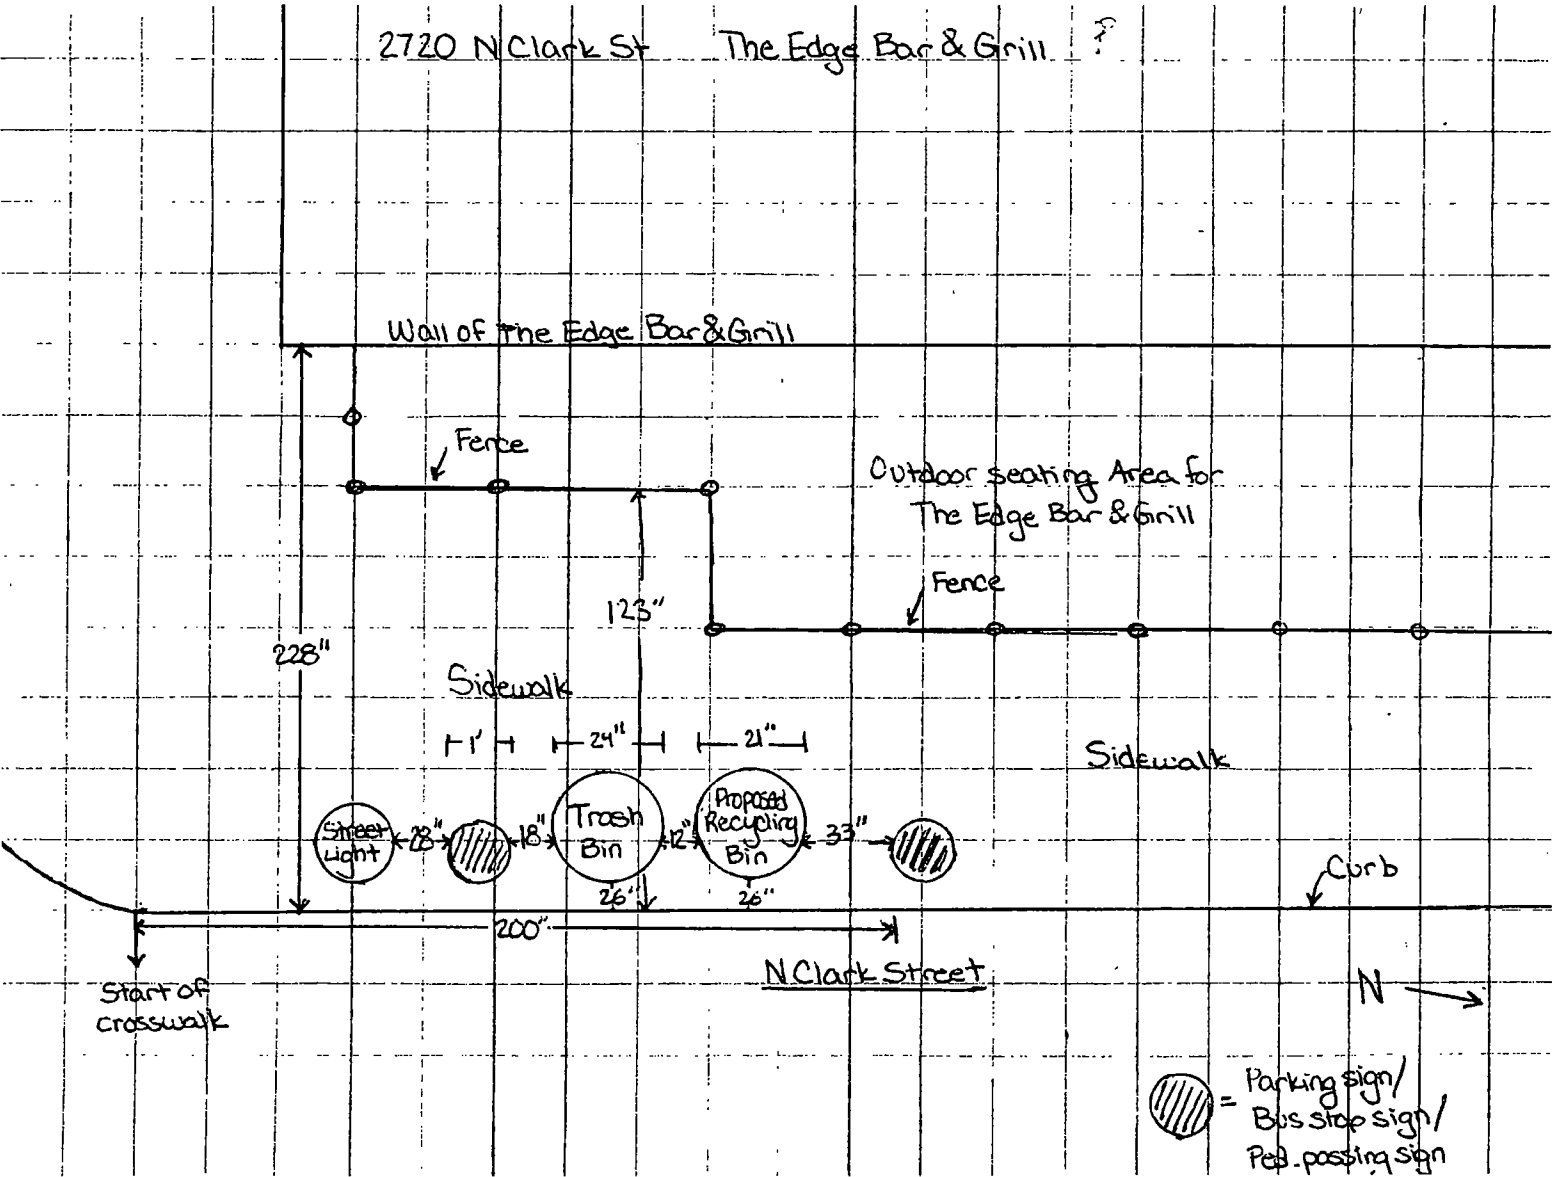 2720 N Clark St The Edge Bar & Grill
Wall of The Edge Bar & Grill
Fence
Outdoor seating Area for
The Edge Bar & Grill
Fence
123"
228"
Sidewalk
1'
24"
21"
Sidewalk
Street
Light
28"
18"
Trash
Bin
12"
Proposed
Recycling
Bin
33"
26"
26"
Curb
200"
N Clark Street
N
Start of
crosswalk
= Parking sign/
Bus stop sign/
Ped. passing sign